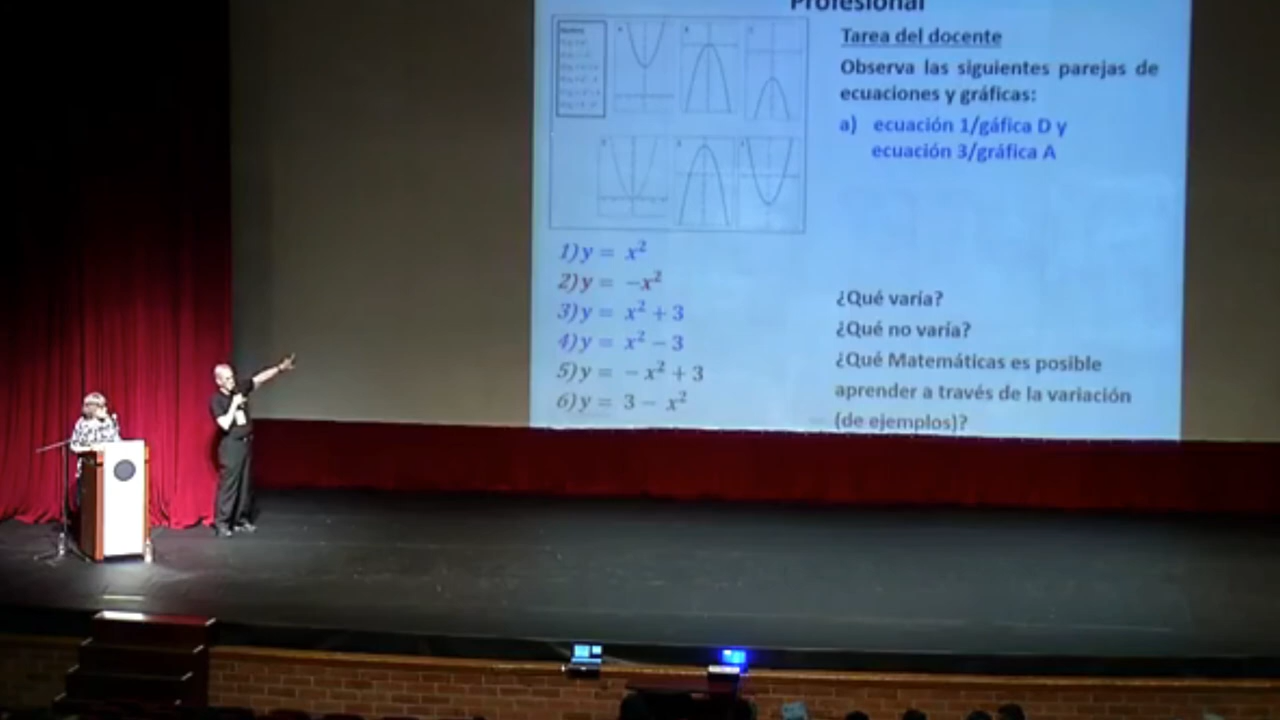 Profesional
Tarea del docente
Observa las siguientes parejas de
ecuaciones y gráficas:
a) ecuación 1/gáfica D y
ecuación 3/gráfica A
1) y = x²
2) y = -x²
3) y = x² + 3
4) y = x² - 3
5) y = - x² + 3
6) y = 3 - x²
¿Qué varía?
¿Qué no varía?
¿Qué Matemáticas es posible
aprender a través de la variación
(de ejemplos)?